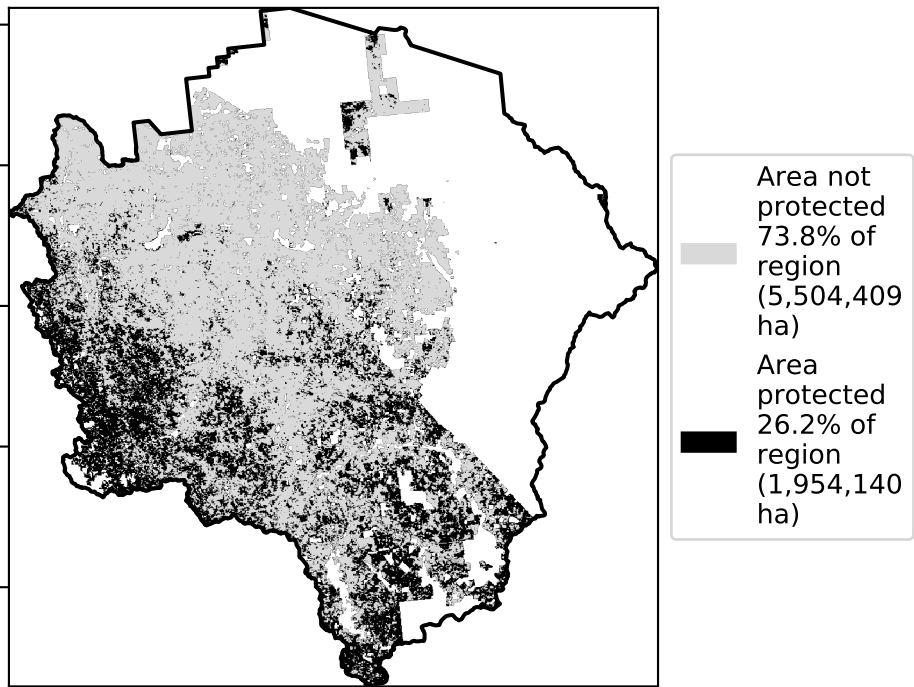 Area not
protected
73.8% of
region
(5,504,409
ha)
Area
protected
26.2% of
region
(1,954,140
ha)